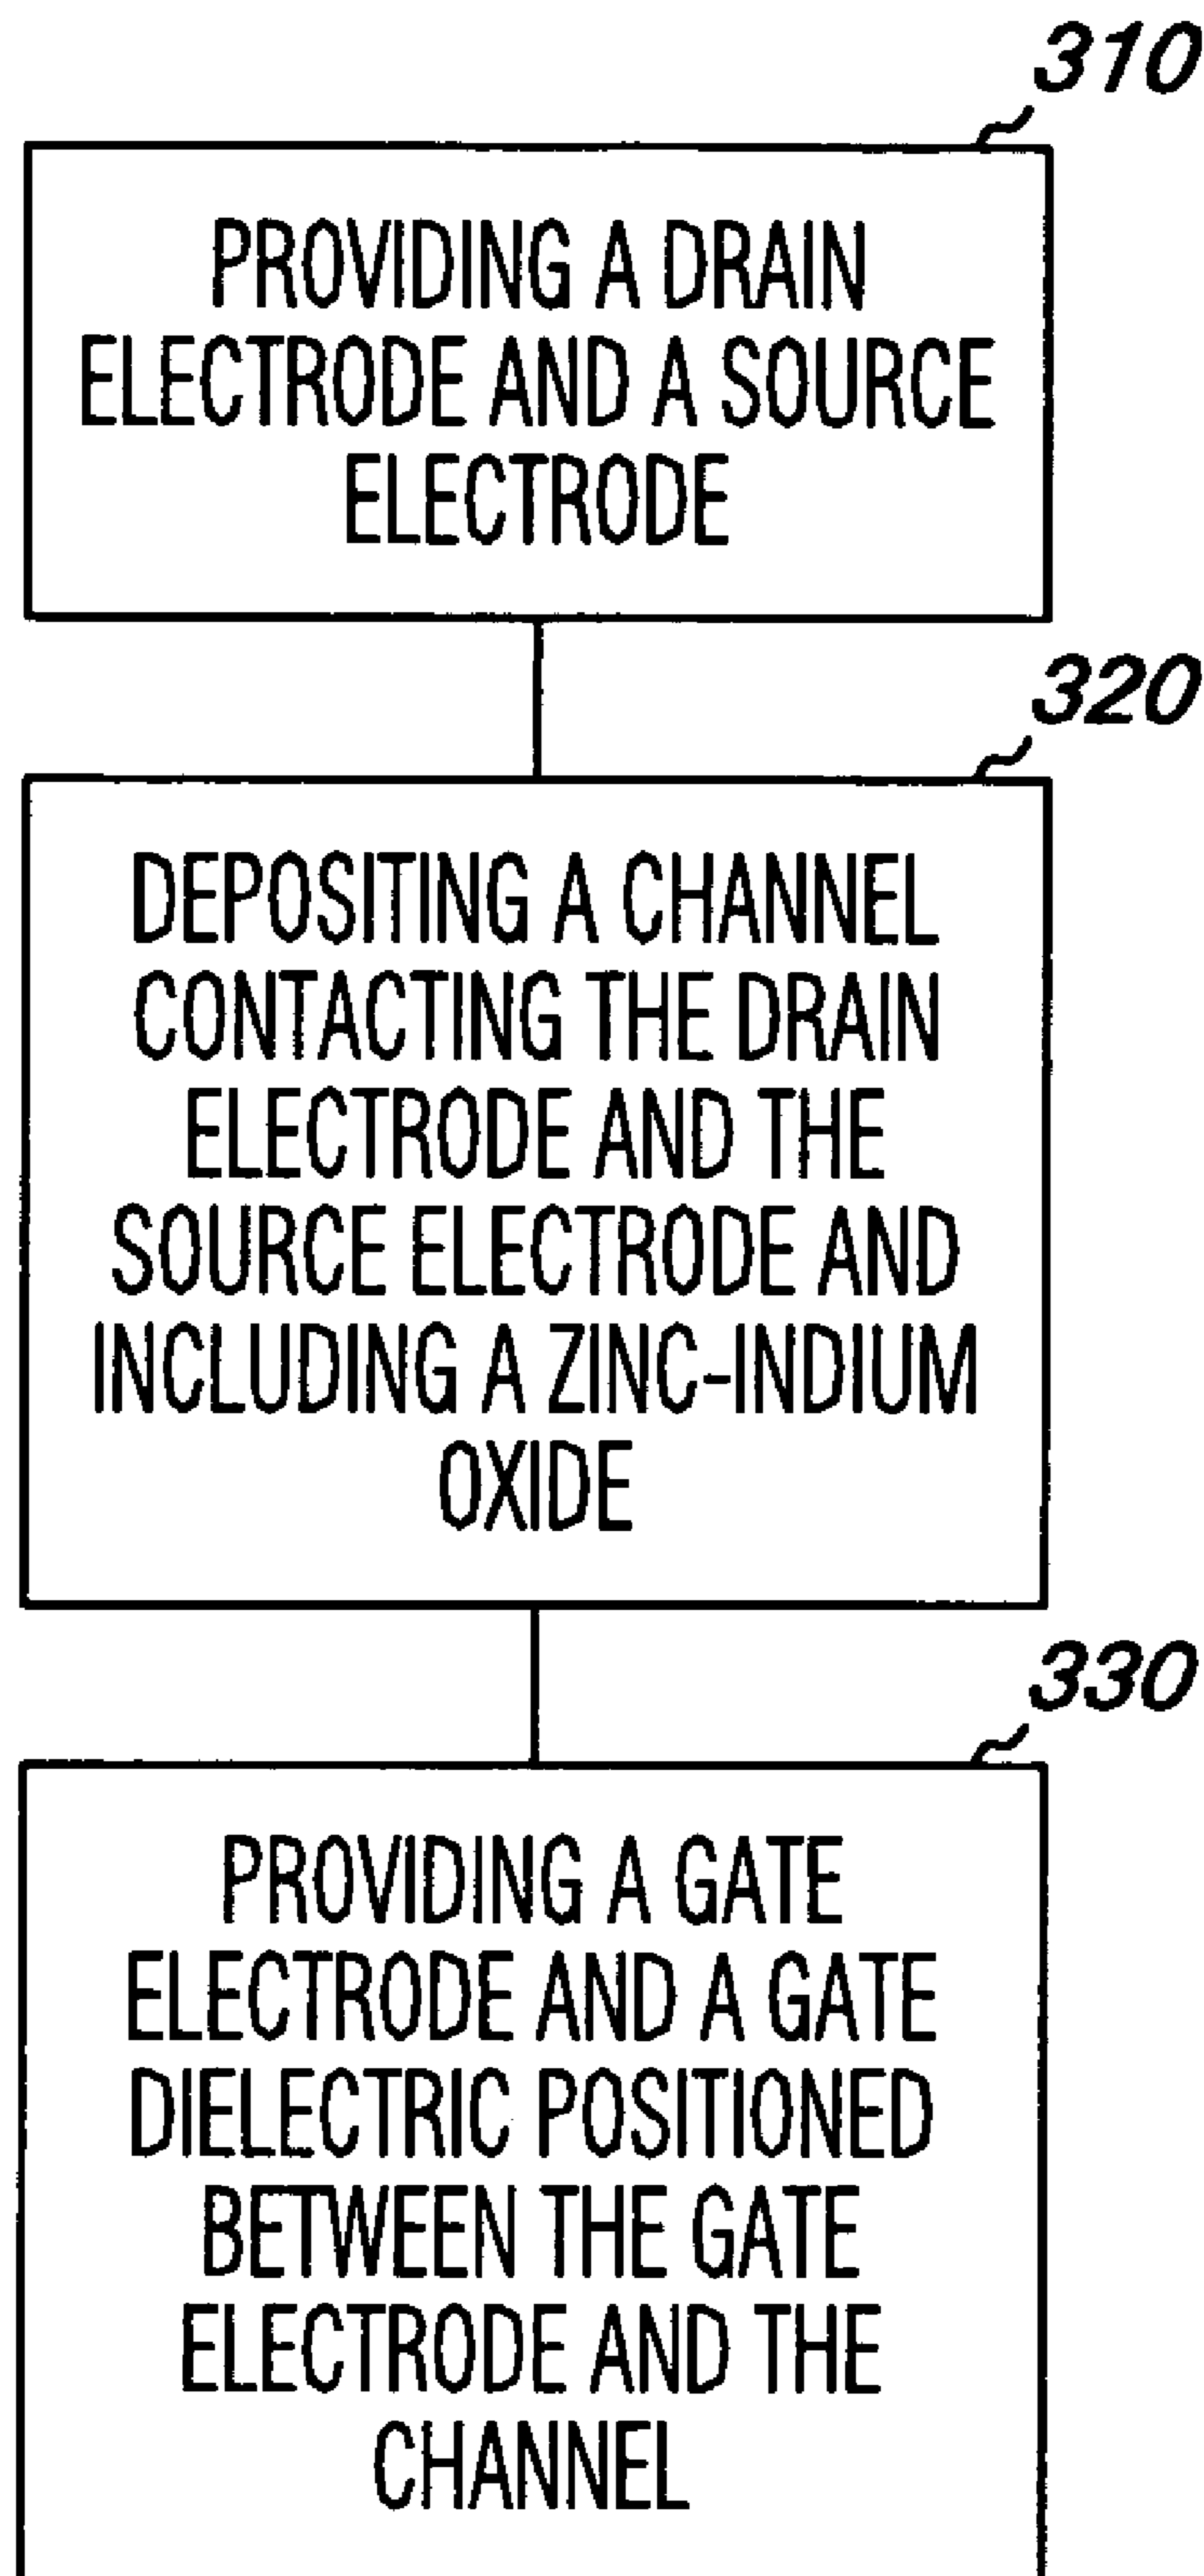 310
PROVIDING A DRAIN
ELECTRODE AND A SOURCE
ELECTRODE
320
DEPOSITING A CHANNEL
CONTACTING THE DRAIN
ELECTRODE AND THE
SOURCE ELECTRODE AND
INCLUDING A ZINC-INDIUM
OXIDE
330
PROVIDING A GATE
ELECTRODE AND A GATE
DIELECTRIC POSITIONED
BETWEEN THE GATE
ELECTRODE AND THE
CHANNEL